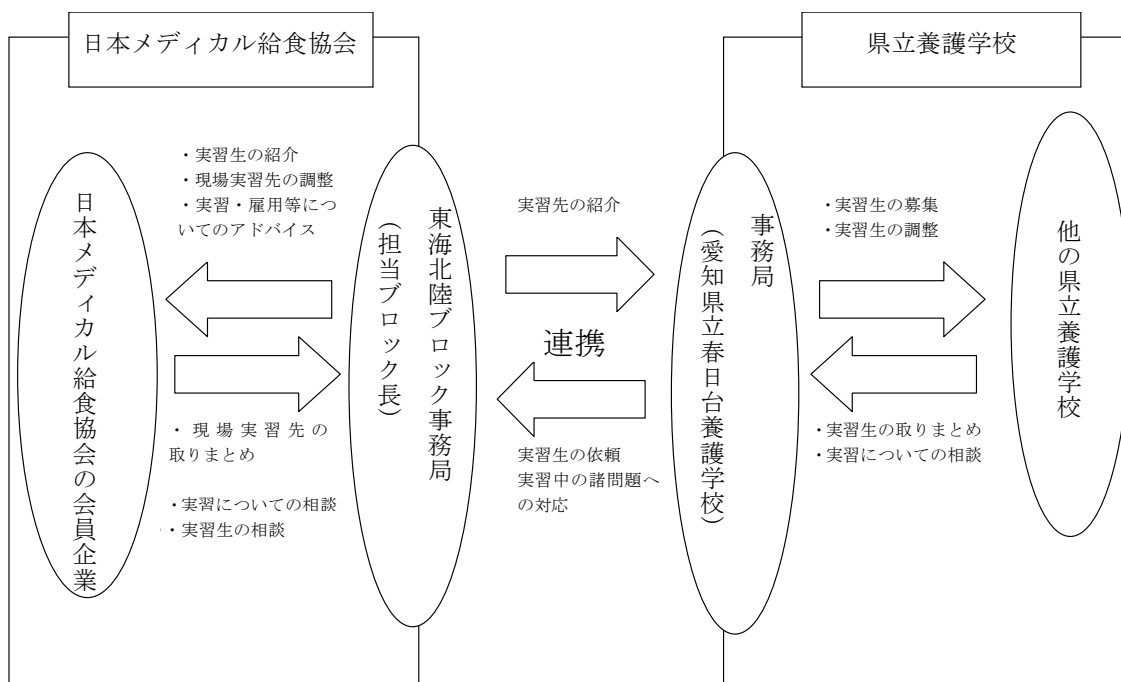 日本メディカル給食協会
県立養護学校
日本メディカル給食協会の会員企業
・実習生の紹介
・現場実習先の調整
・実習・雇用等につ
いてのアドバイス
・現場実習先の
取りまとめ
・実習についての相談
・実習生の相談
東海北陸ブロック事務局
(担当ブロック長)
実習先の紹介
連携
実習生の依頼
実習中の諸問題へ
の対応
事務局
(愛知県立春日台養護学校)
・実習生の募集
・実習生の調整
・実習生の取りまとめ
・実習についての相談
他の県立養護学校